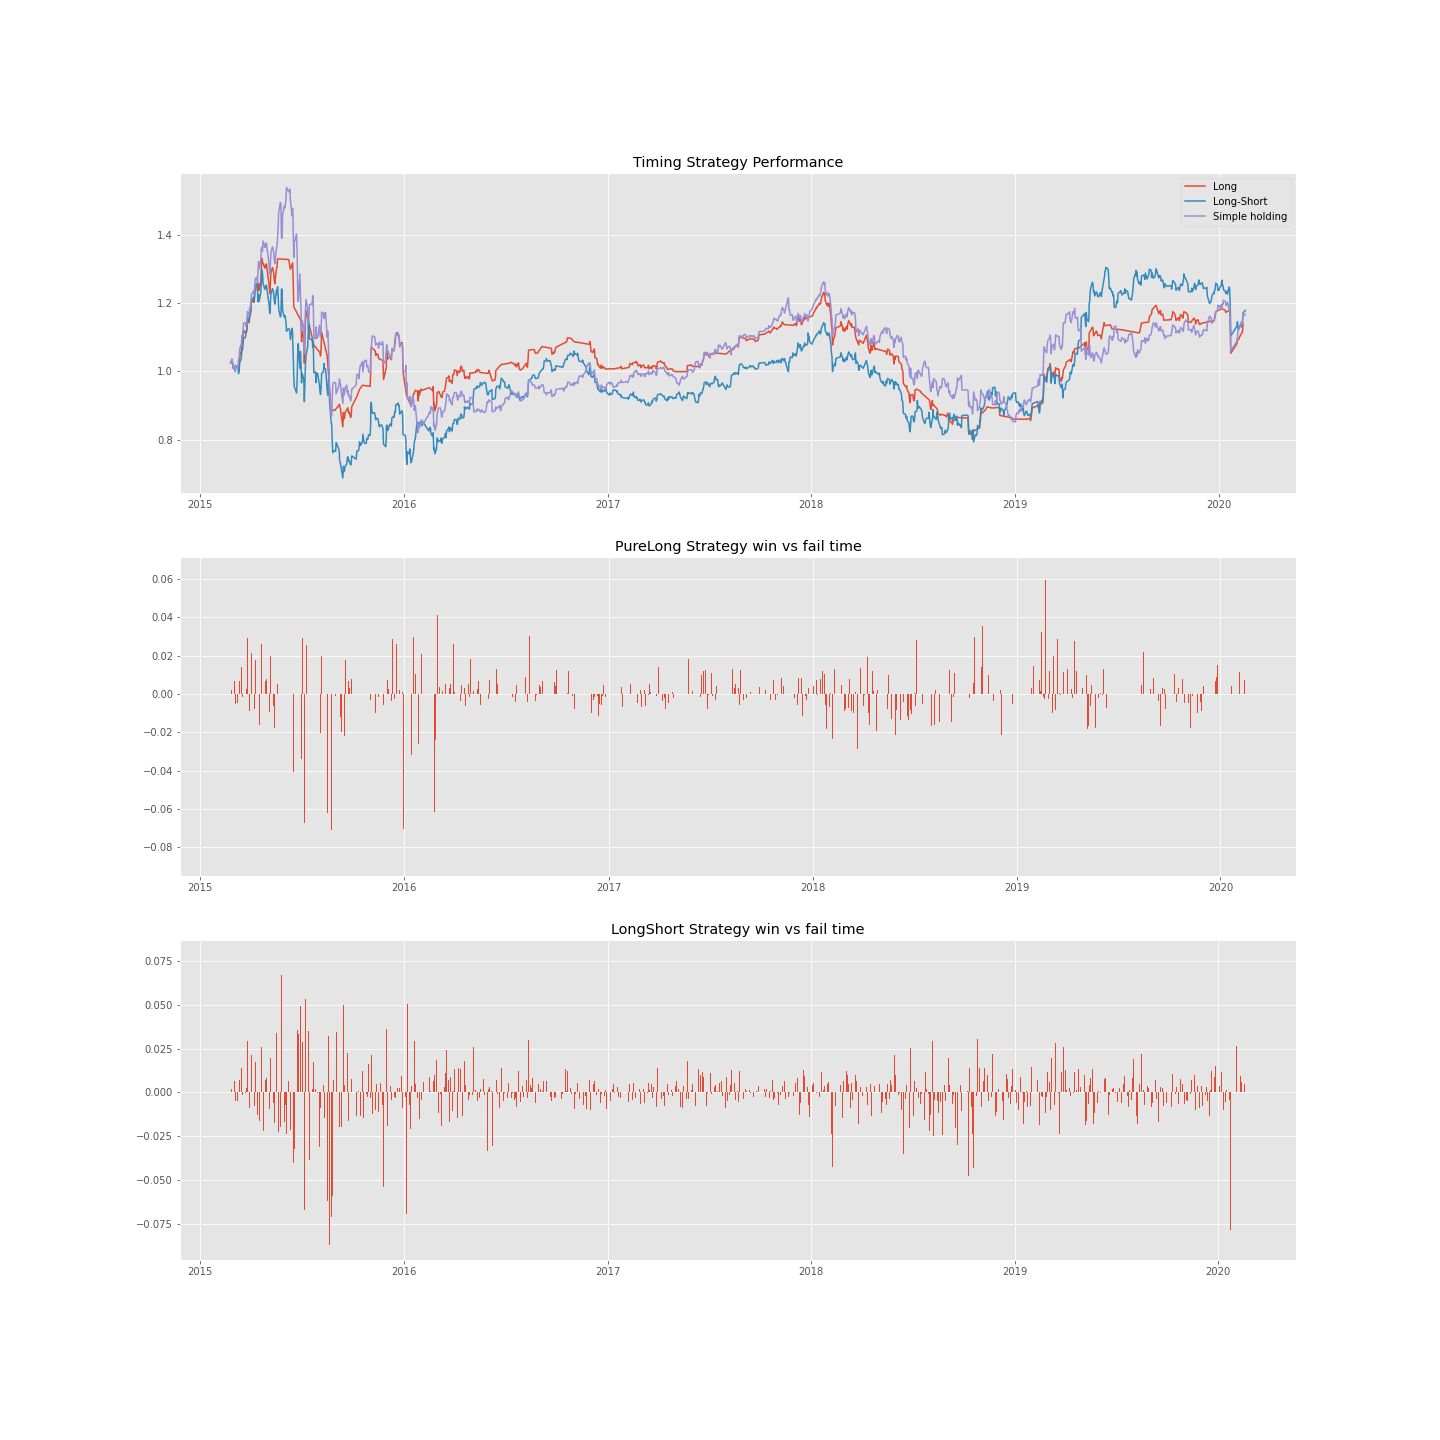 Timing Strategy Performance
Long
Long-Short
Simple holding
1.4
1.2
1.0
0.8
2015 2016 2017 2018 2019 2020
PureLong Strategy win vs fail time
0.06
0.04
0.02
0.00
−0.02
−0.04
−0.06
−0.08
2015 2016 2017 2018 2019 2020
LongShort Strategy win vs fail time
0.075
0.050
0.025
0.000
−0.025
−0.050
−0.075
2015 2016 2017 2018 2019 2020